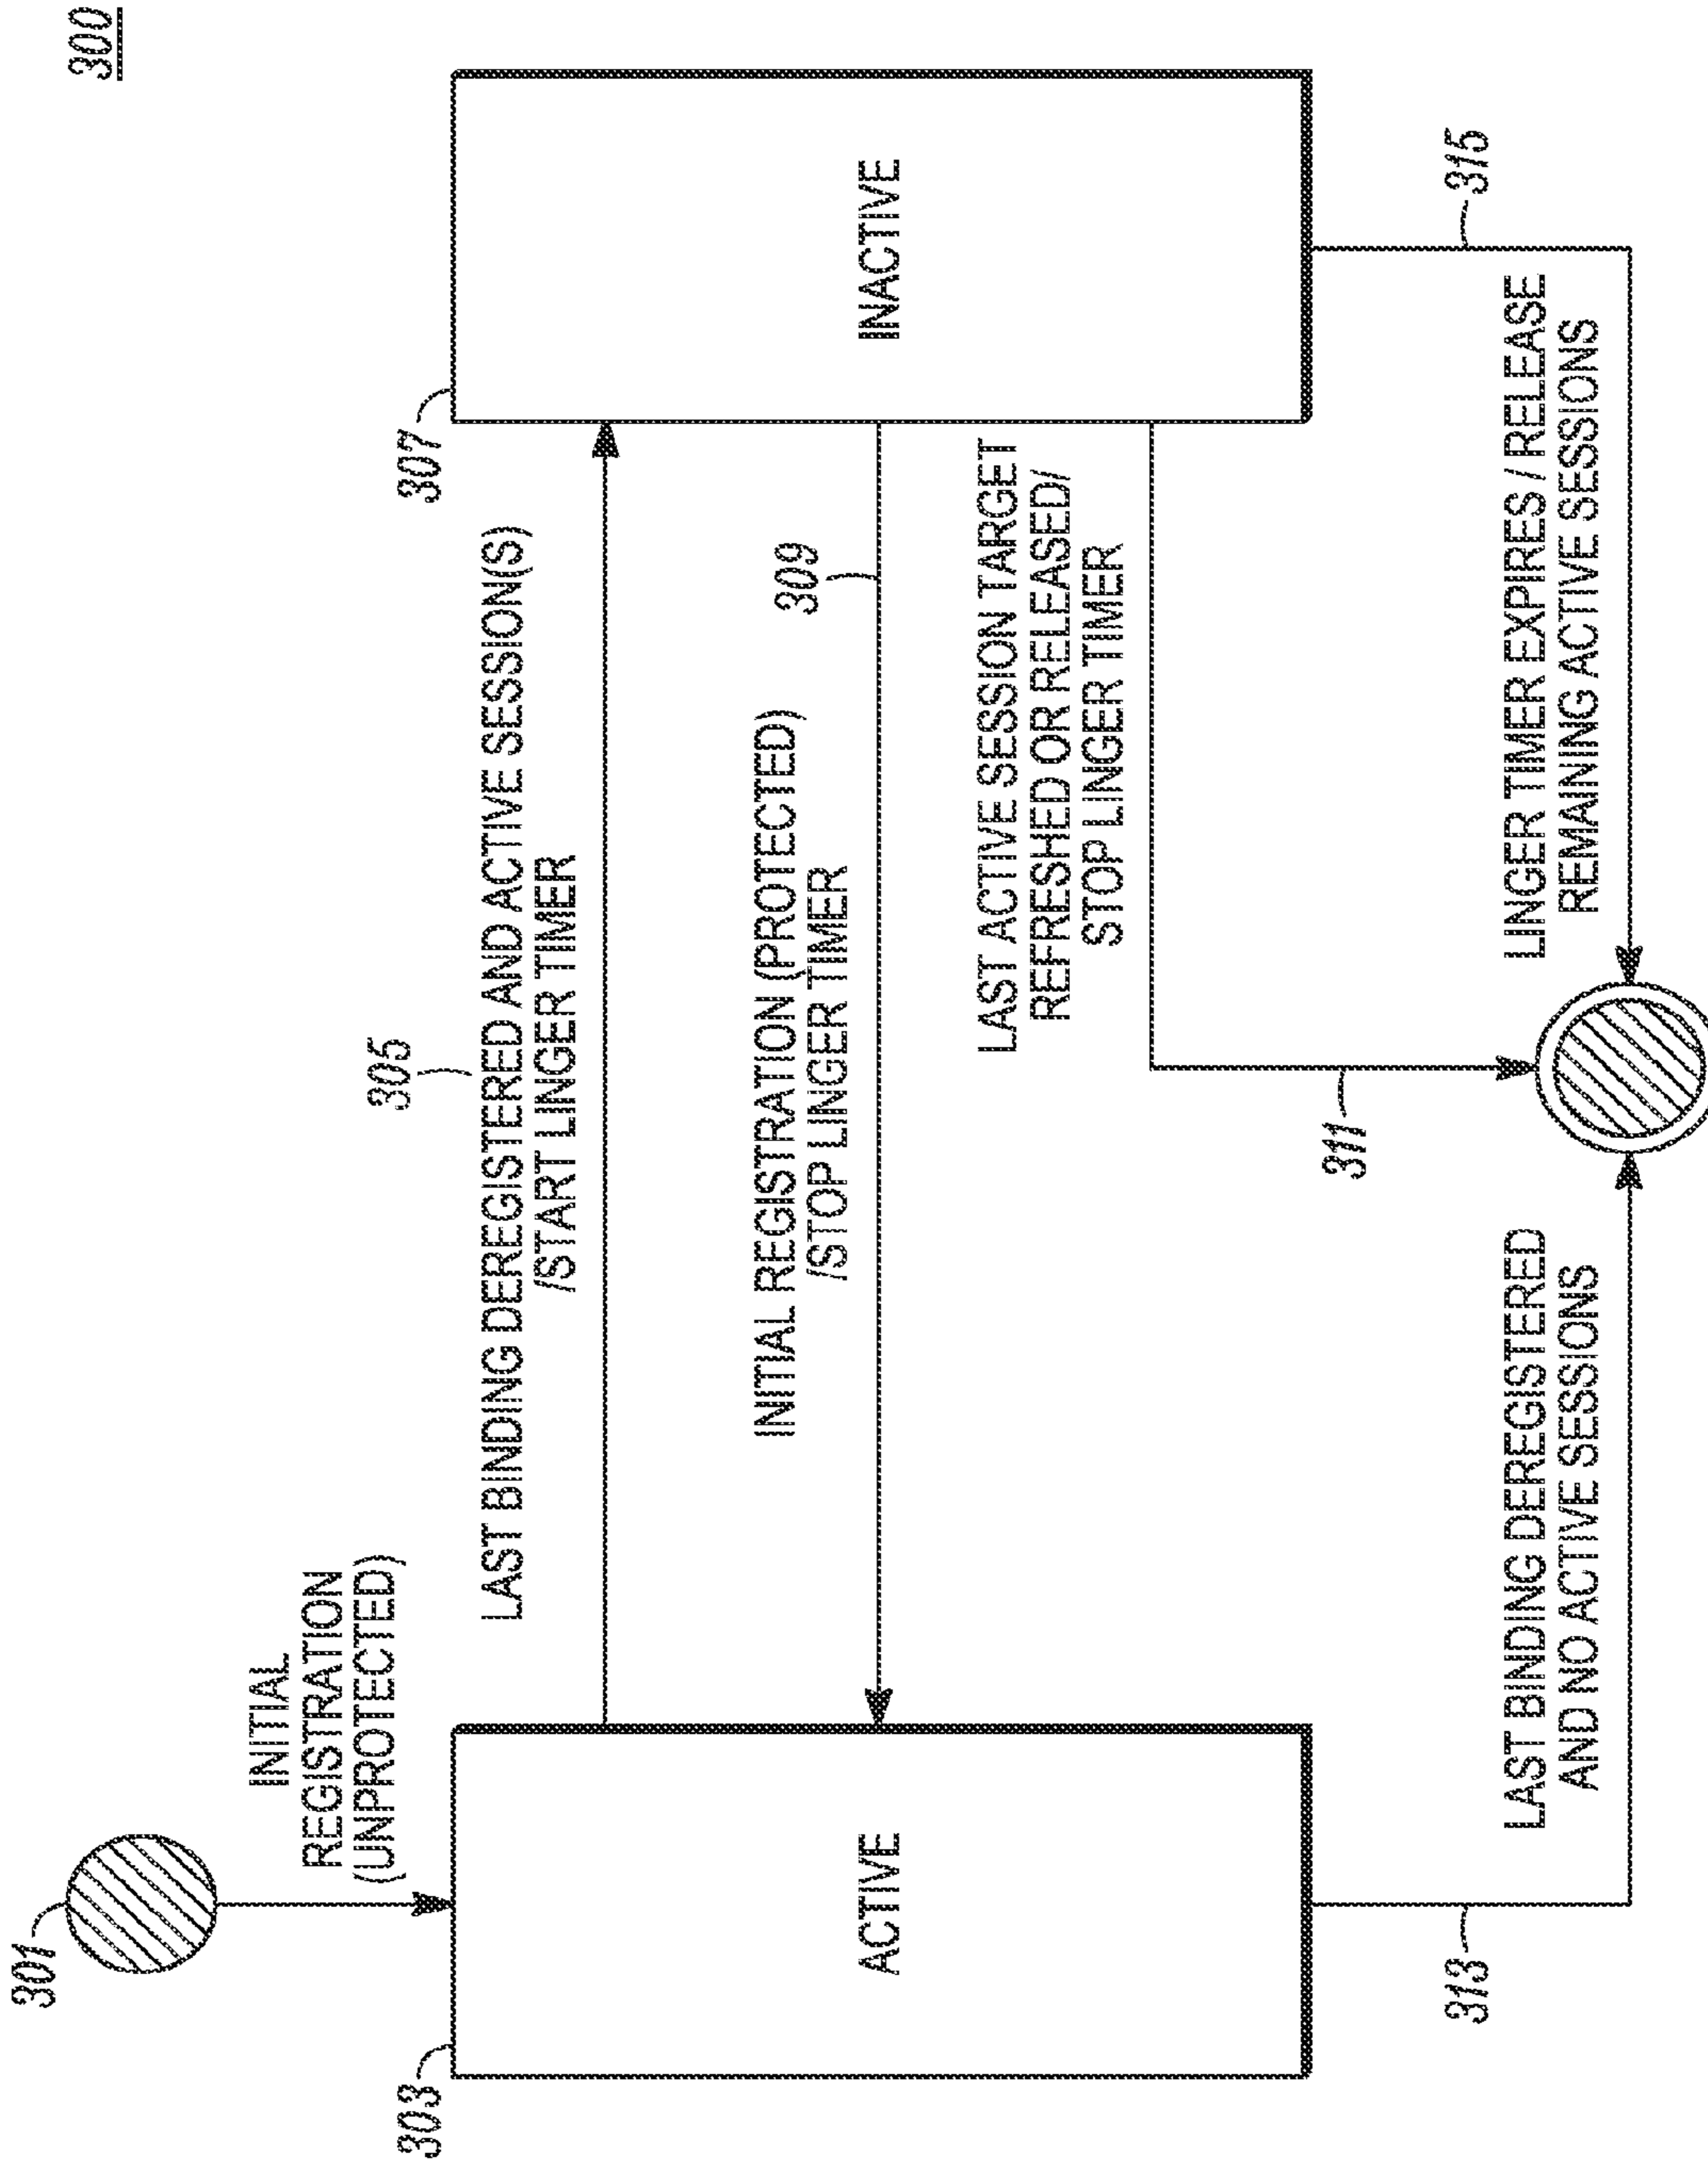 300
301
INITIAL
REGISTRATION
(UNPROTECTED)
303
ACTIVE
305
LAST BINDING DEREGISTERED AND ACTIVE SESSION(S)
/START LINGER TIMER
307
INACTIVE
INITIAL REGISTRATION (PROTECTED)
/STOP LINGER TIMER
309
LAST ACTIVE SESSION TARGET
REFRESHED OR RELEASED/
STOP LINGER TIMER
311
313
LAST BINDING DEREGISTERED
AND NO ACTIVE SESSIONS
LINGER TIMER EXPIRES / RELEASE
REMAINING ACTIVE SESSIONS
315